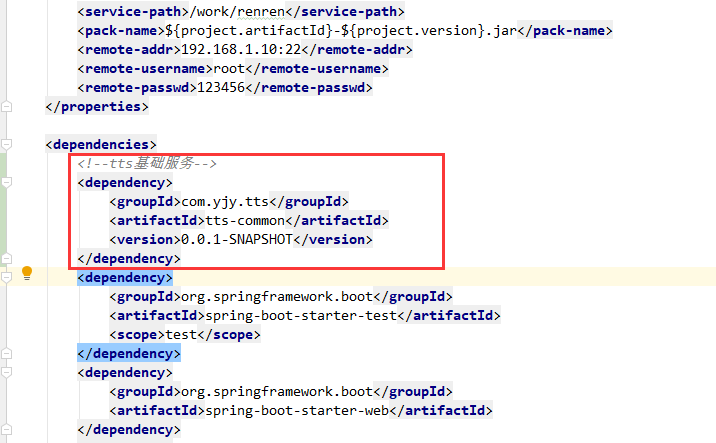 <service-path>/work/renren</service-path>
<pack-name>${project.artifactId}-${project.version}.jar</pack-name>
<remote-addr>192.168.1.10:22</remote-addr>
<remote-username>root</remote-username>
<remote-passwd>123456</remote-passwd>
</properties>
<dependencies>
<!--tts基础服务-->
<dependency>
<groupId>com.yjy.tts</groupId>
<artifactId>tts-common</artifactId>
<version>0.0.1-SNAPSHOT</version>
</dependency>
<dependency>
<groupId>org.springframework.boot</groupId>
<artifactId>spring-boot-starter-test</artifactId>
<scope>test</scope>
</dependency>
<dependency>
<groupId>org.springframework.boot</groupId>
<artifactId>spring-boot-starter-web</artifactId>
</dependency>